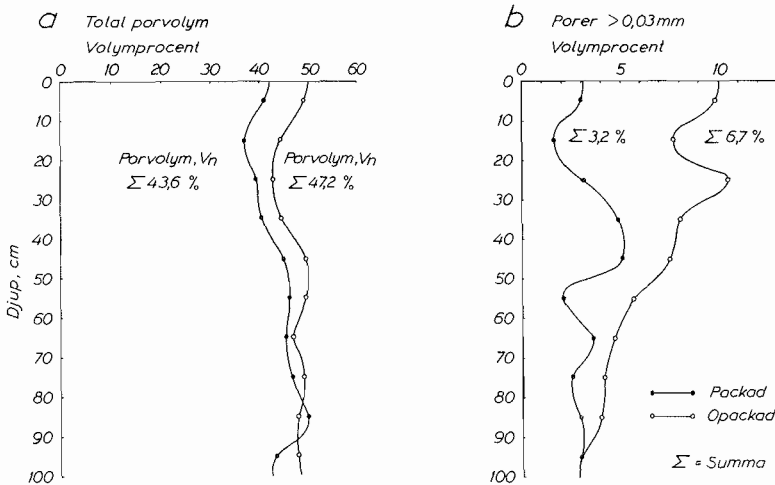 a Total porvolym
Volymprocent
0 10 20 30 42 50 60
0
10
20
30
40
50
60
70
80
90
100
Djup, cm
Porvolym, Vn
Σ 43,6 %
Porvolym, Vn
Σ 47,2 %
b Porer > 0,03 mm
Volymprocent
0 5 10
0
10
20
30
40
50
60
70
80
90
100
Σ 3,2 %
Σ 6,7 %
Packad
Opackad
Σ = Summa